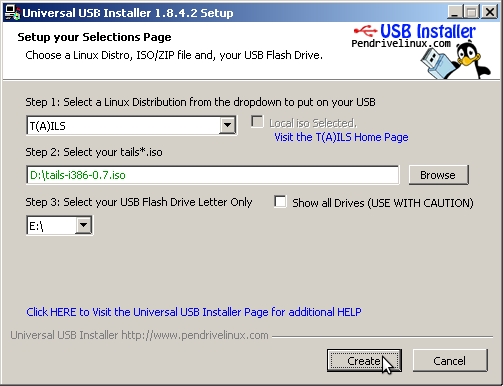 Universal USB Installer 1.8.4.2 Setup
Setup your Selections Page
Choose a Linux Distro, ISO/ZIP file and, your USB Flash Drive.
USB Installer
Pendrivelinux.com
Step 1: Select a Linux Distribution from the dropdown to put on your USB
T(A)ILS
Local iso Selected.
Visit the T(A)ILS Home Page
Step 2: Select your tails*.iso
D:\tails-i386-0.7.iso
Browse
Step 3: Select your USB Flash Drive Letter Only
Show all Drives (USE WITH CAUTION)
E:\
Click HERE to Visit the Universal USB Installer Page for additional HELP
Universal USB Installer http://www.pendrivelinux.com
Create
Cancel